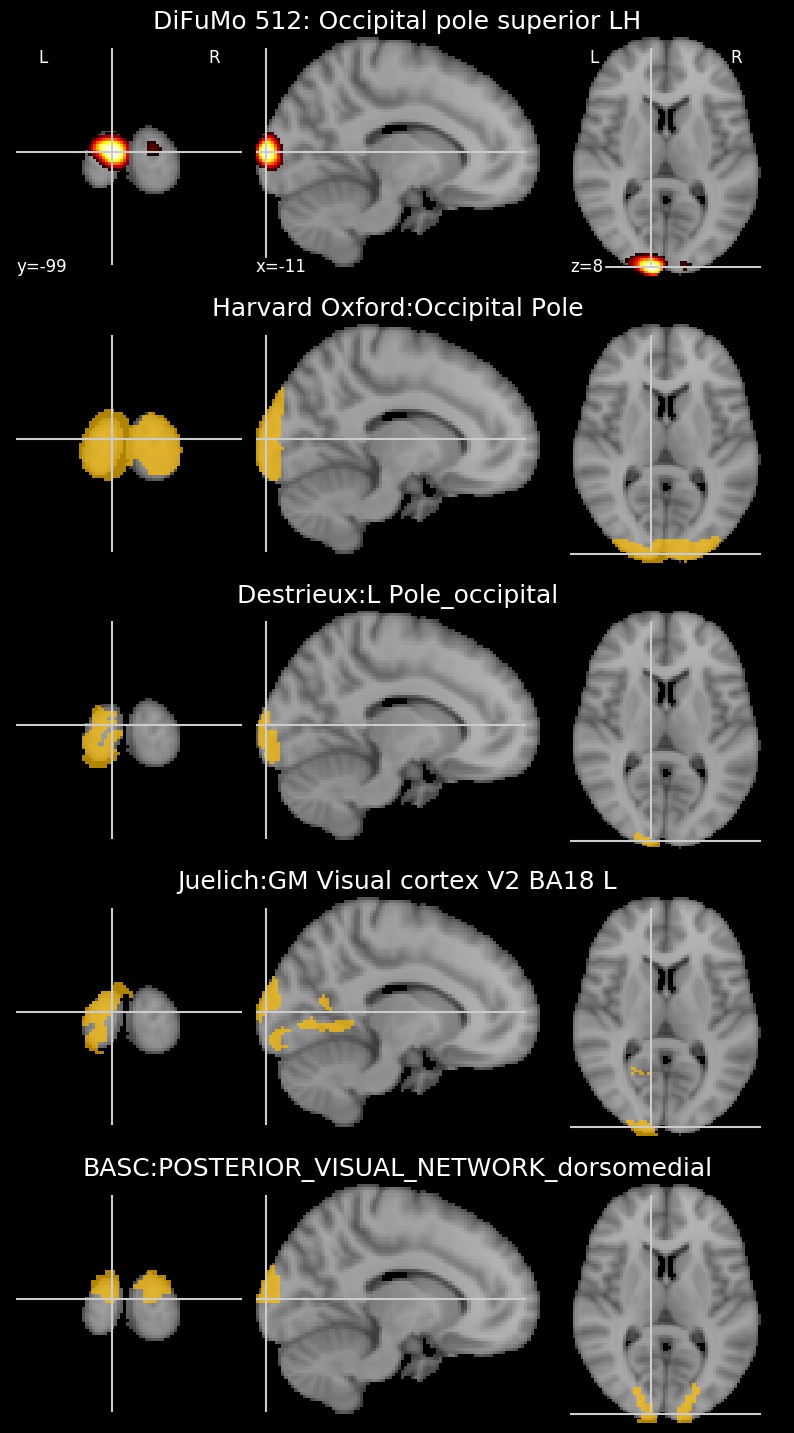 DiFuMo 512: Occipital pole superior LH
L R L R
y=-99 x=-11 z=8
Harvard Oxford:Occipital Pole
Destrieux:L Pole_occipital
Juelich:GM Visual cortex V2 BA18 L
BASC:POSTERIOR_VISUAL_NETWORK_dorsomedial